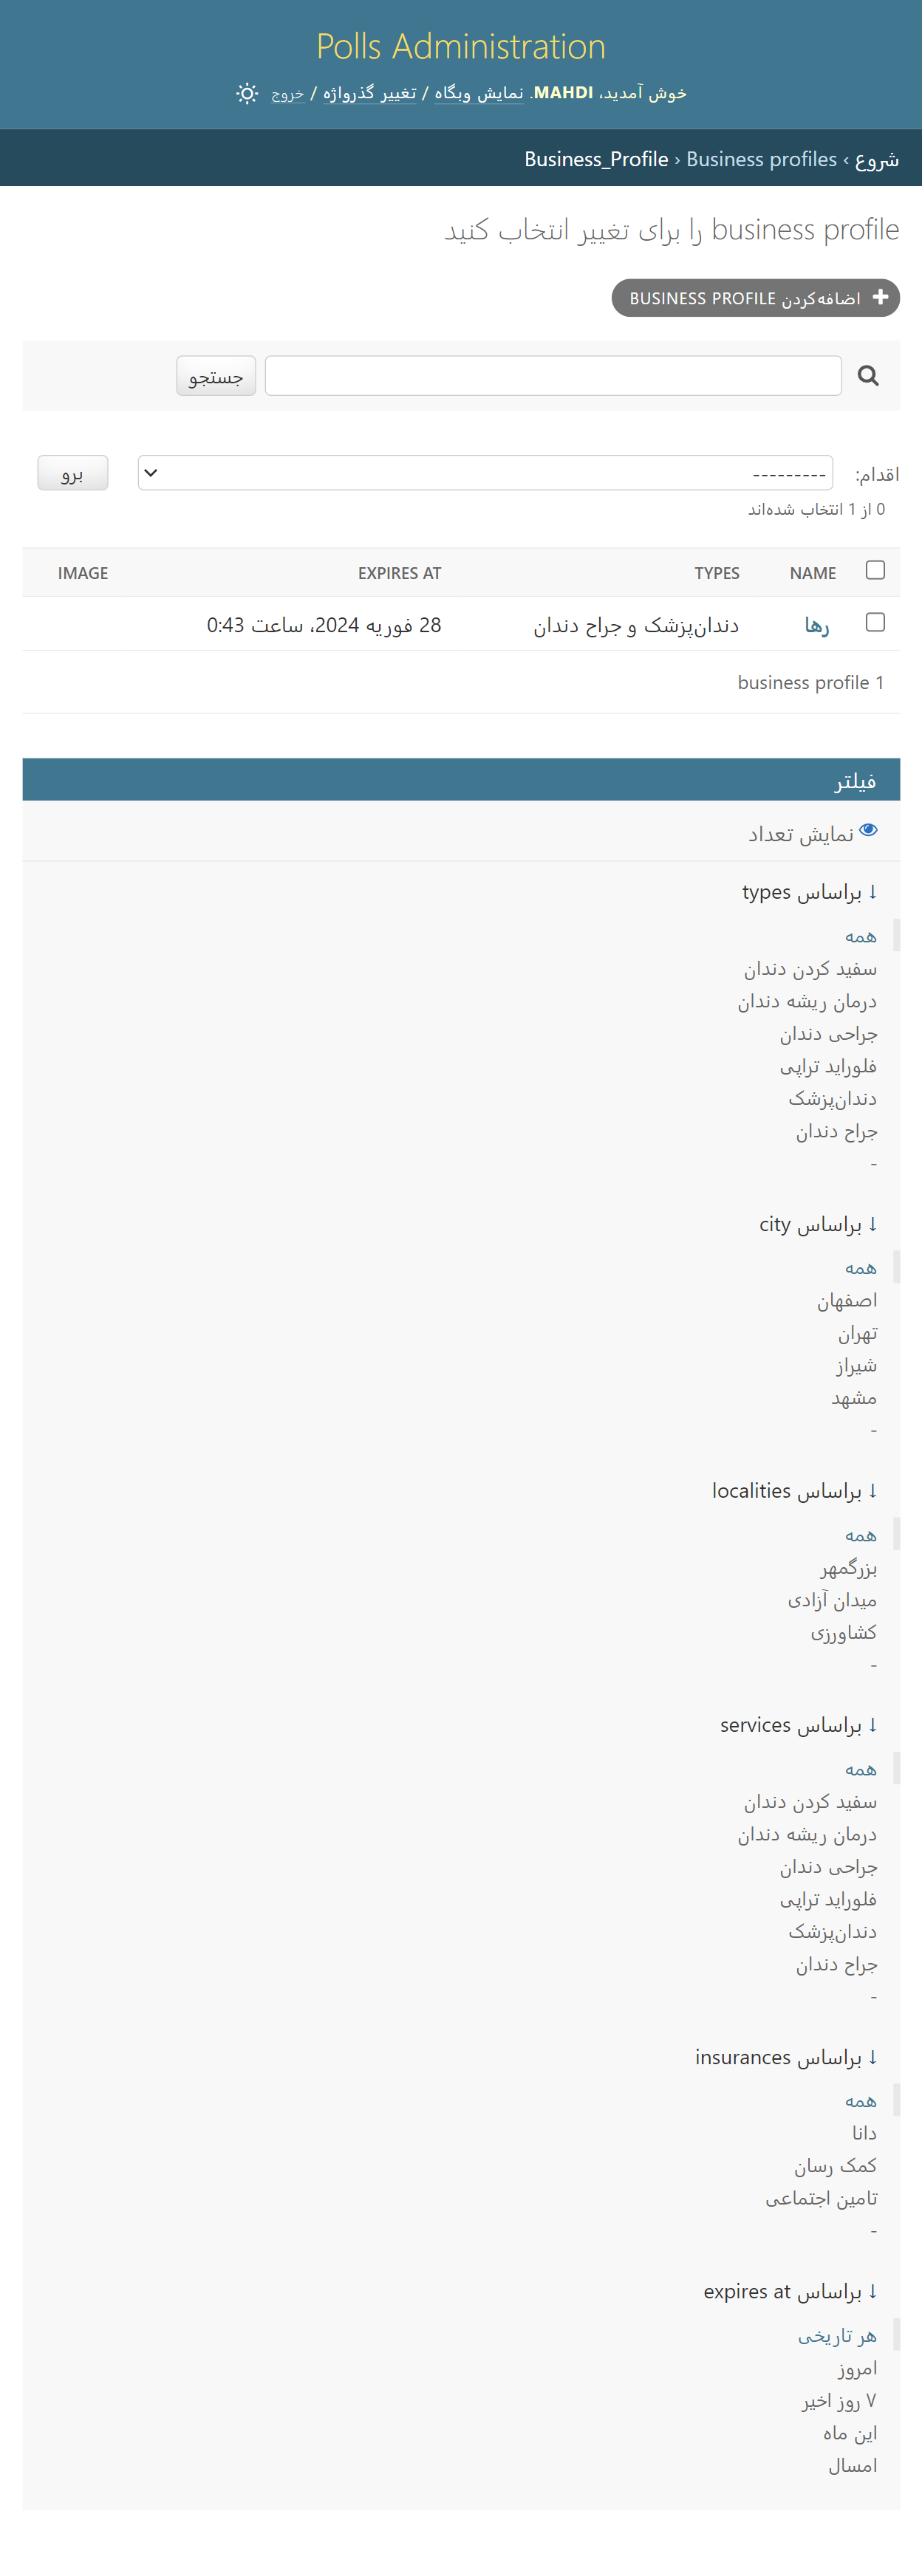 Polls Administration
خوش آمدید، MAHDI. نمایش وبگاه / تغییر گذرواژه / خروج
شروع › Business profiles › Business_Profile
business profile را برای تغییر انتخاب کنید
اضافه‌کردن BUSINESS PROFILE
جستجو
اقدام: --------- برو
0 از 1 انتخاب شده‌اند
NAME TYPES EXPIRES AT IMAGE
رها دندان‌پزشک و جراح دندان 28 فوریه 2024، ساعت 0:43
1 business profile
فیلتر
نمایش تعداد
↓ براساس types
همه
سفید کردن دندان
درمان ریشه دندان
جراحی دندان
فلوراید تراپی
دندان‌پزشک
جراح دندان
-
↓ براساس city
همه
اصفهان
تهران
شیراز
مشهد
-
↓ براساس localities
همه
بزرگمهر
میدان آزادی
کشاورزی
-
↓ براساس services
همه
سفید کردن دندان
درمان ریشه دندان
جراحی دندان
فلوراید تراپی
دندان‌پزشک
جراح دندان
-
↓ براساس insurances
همه
دانا
کمک رسان
تامین اجتماعی
-
↓ براساس expires at
هر تاریخی
امروز
۷ روز اخیر
این ماه
امسال